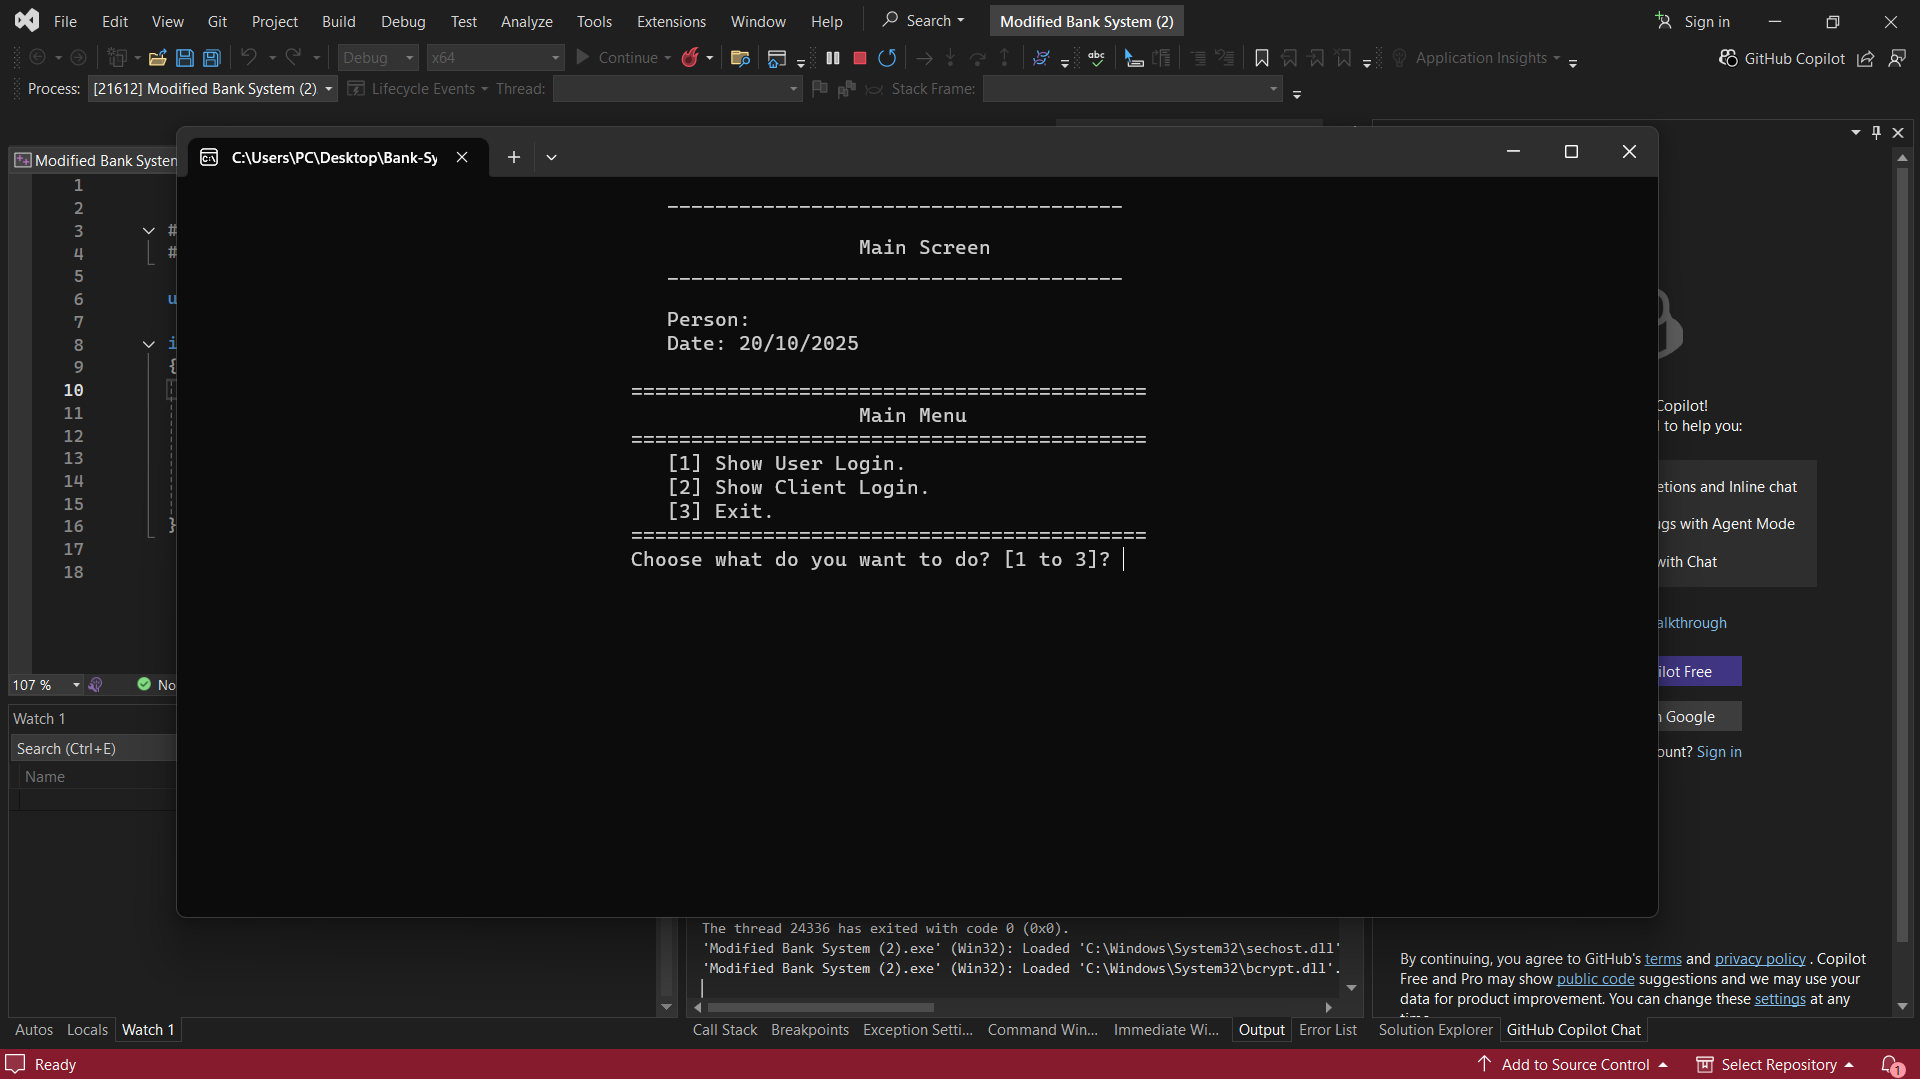 File Edit View Git Project Build Debug Test Analyze Tools Extensions Window Help Search Modified Bank System (2) Sign in
Debug x64 Continue Application Insights GitHub Copilot
Process: [21612] Modified Bank System (2). Lifecycle Events Thread: Stack Frame:
Modified Bank System
C:\Users\PC\Desktop\Bank-Sy
1
2
3 #
4 #
5
6 u
7
8 i
9 {
10
11
12
13
14
15
16 }
17
18
------------------------------------
Main Screen
------------------------------------
Person:
Date: 20/10/2025
===========================================
Main Menu
===========================================
[1] Show User Login.
[2] Show Client Login.
[3] Exit.
===========================================
Choose what do you want to do? [1 to 3]?
Copilot!
to help you:
etions and Inline chat
ugs with Agent Mode
with Chat
alkthrough
ilot Free
n Google
ount? Sign in
107 % No
Watch 1
Search (Ctrl+E)
Name
The thread 24336 has exited with code 0 (0x0).
'Modified Bank System (2).exe' (Win32): Loaded 'C:\Windows\System32\sechost.dll'
'Modified Bank System (2).exe' (Win32): Loaded 'C:\Windows\System32\bcrypt.dll'.
By continuing, you agree to GitHub's terms and privacy policy . Copilot
Free and Pro may show public code suggestions and we may use your
data for product improvement. You can change these settings at any
Autos Locals Watch 1
Call Stack Breakpoints Exception Setti... Command Win... Immediate Wi... Output Error List
Solution Explorer GitHub Copilot Chat
Ready Add to Source Control Select Repository 1